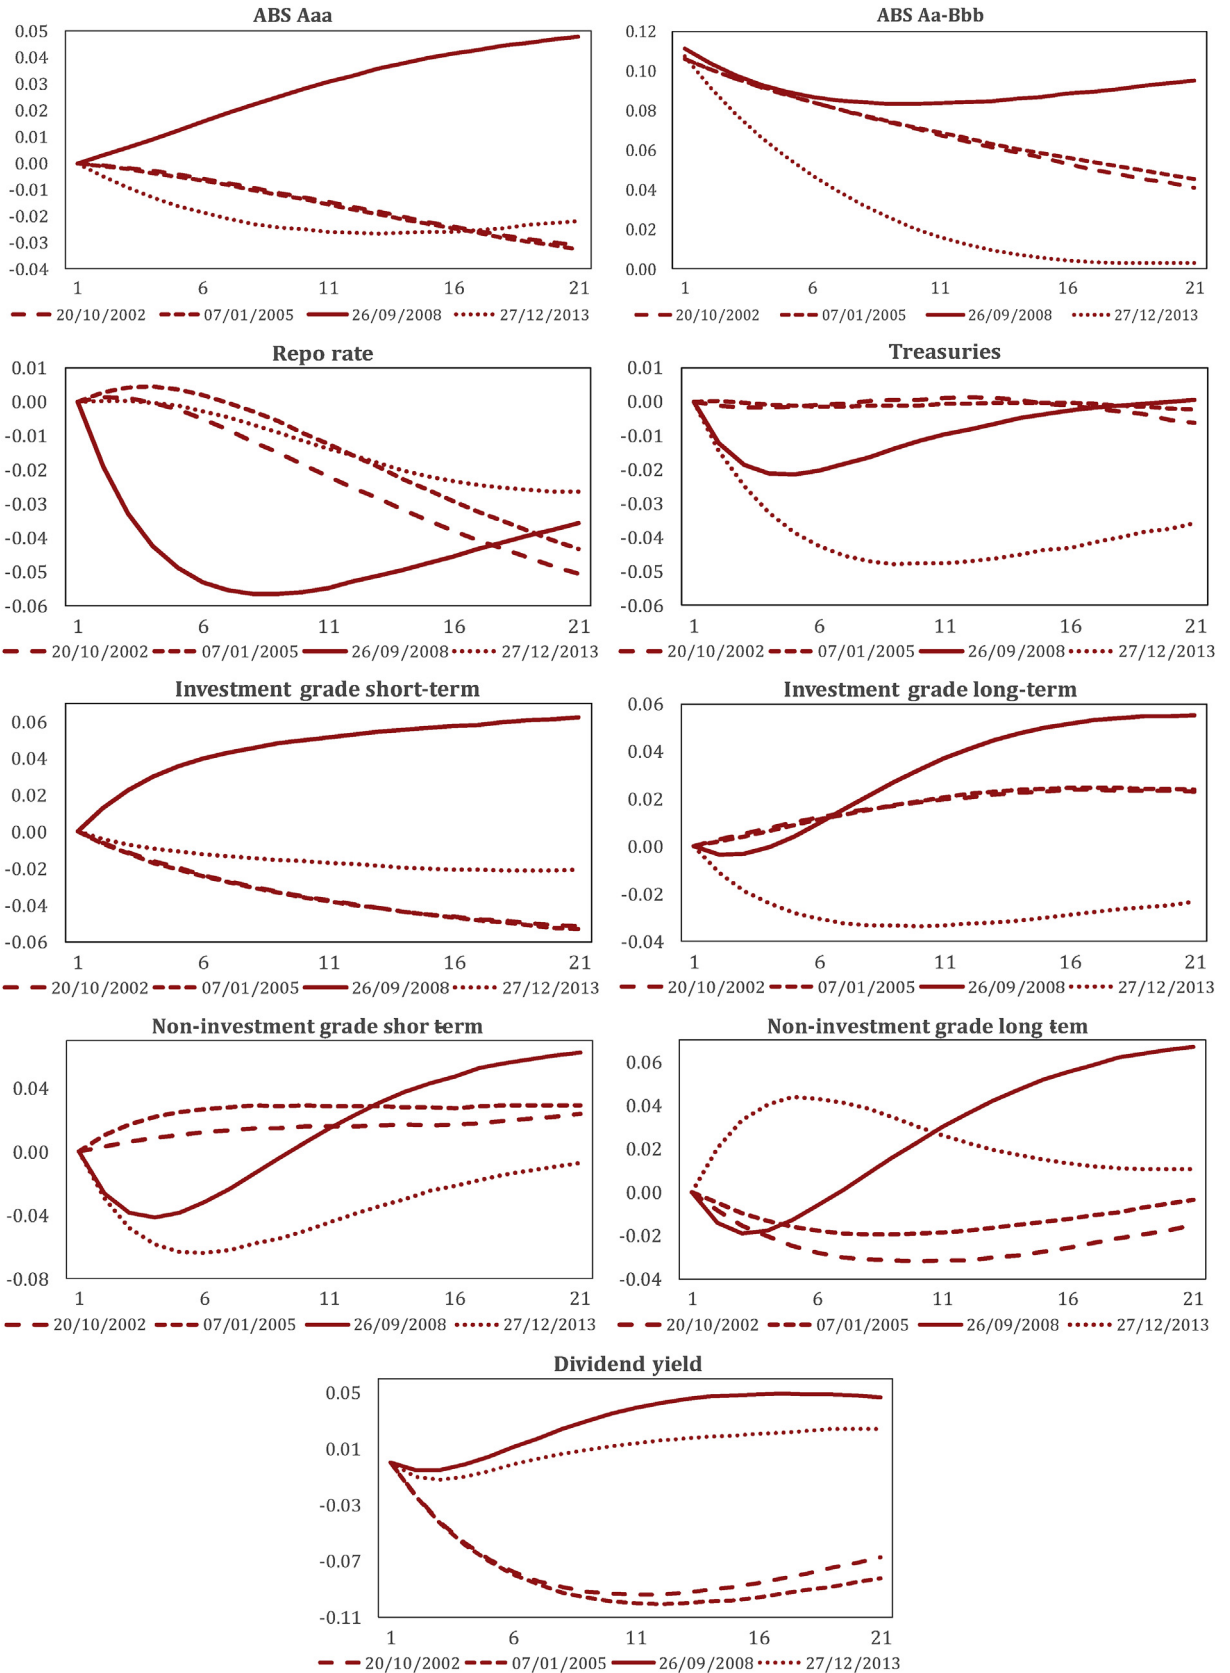 ABS Aaa
0.05
0.04
0.03
0.02
0.01
0.00
-0.01
-0.02
-0.03
-0.04
1 6 11 16 21
20/10/2002 07/01/2005 26/09/2008 27/12/2013
ABS Aa-Bbb
0.12
0.10
0.08
0.06
0.04
0.02
0.00
1 6 11 16 21
20/10/2002 07/01/2005 26/09/2008 27/12/2013
Repo rate
0.01
0.00
-0.01
-0.02
-0.03
-0.04
-0.05
-0.06
1 6 11 16 21
20/10/2002 07/01/2005 26/09/2008 27/12/2013
Treasuries
0.01
0.00
-0.01
-0.02
-0.03
-0.04
-0.05
-0.06
1 6 11 16 21
20/10/2002 07/01/2005 26/09/2008 27/12/2013
Investment grade short-term
0.06
0.04
0.02
0.00
-0.02
-0.04
-0.06
1 6 11 16 21
20/10/2002 07/01/2005 26/09/2008 27/12/2013
Investment grade long-term
0.06
0.04
0.02
0.00
-0.02
-0.04
1 6 11 16 21
20/10/2002 07/01/2005 26/09/2008 27/12/2013
Non-investment grade shor t-erm
0.04
0.00
-0.04
-0.08
1 6 11 16 21
20/10/2002 07/01/2005 26/09/2008 27/12/2013
Non-investment grade long t-em
0.06
0.04
0.02
0.00
-0.02
-0.04
1 6 11 16 21
20/10/2002 07/01/2005 26/09/2008 27/12/2013
Dividend yield
0.05
0.01
-0.03
-0.07
-0.11
1 6 11 16 21
20/10/2002 07/01/2005 26/09/2008 27/12/2013